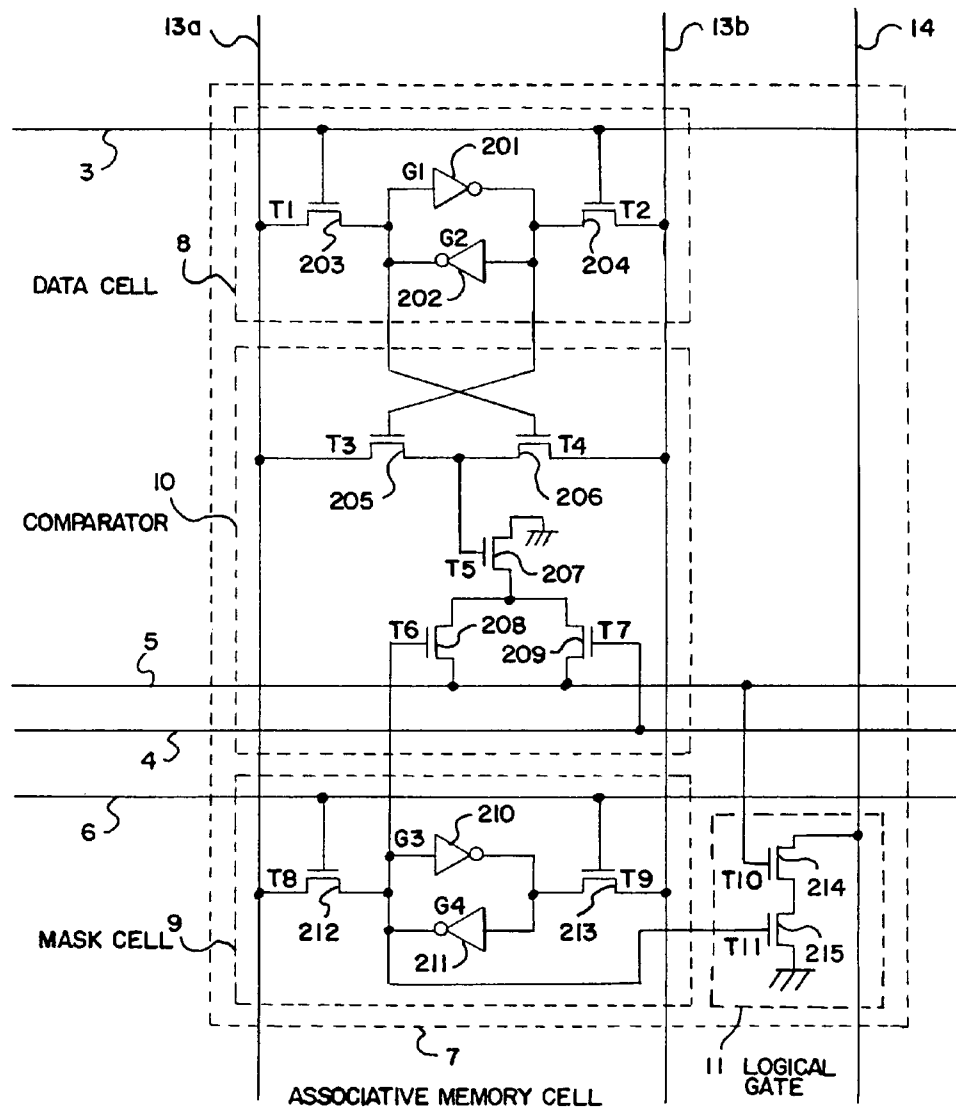 13a
13b
14
3
G1
201
T1
T2
203
G2
204
8
202
DATA CELL
T3
T4
10
205
206
COMPARATOR
T5
207
T6
208
T7
209
5
4
6
G3
210
T8
T9
T10
214
G4
MASK CELL
9
212
211
213
T11
215
7
11 LOGICAL
GATE
ASSOCIATIVE MEMORY CELL